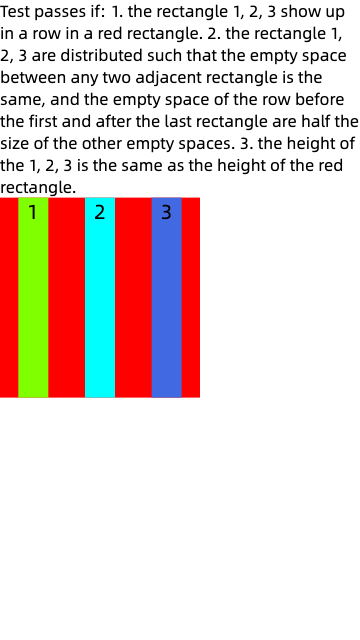 Test passes if: 1. the rectangle 1, 2, 3 show up
in a row in a red rectangle. 2. the rectangle 1,
2, 3 are distributed such that the empty space
between any two adjacent rectangle is the
same, and the empty space of the row before
the first and after the last rectangle are half the
size of the other empty spaces. 3. the height of
the 1, 2, 3 is the same as the height of the red
rectangle.
1 2 3